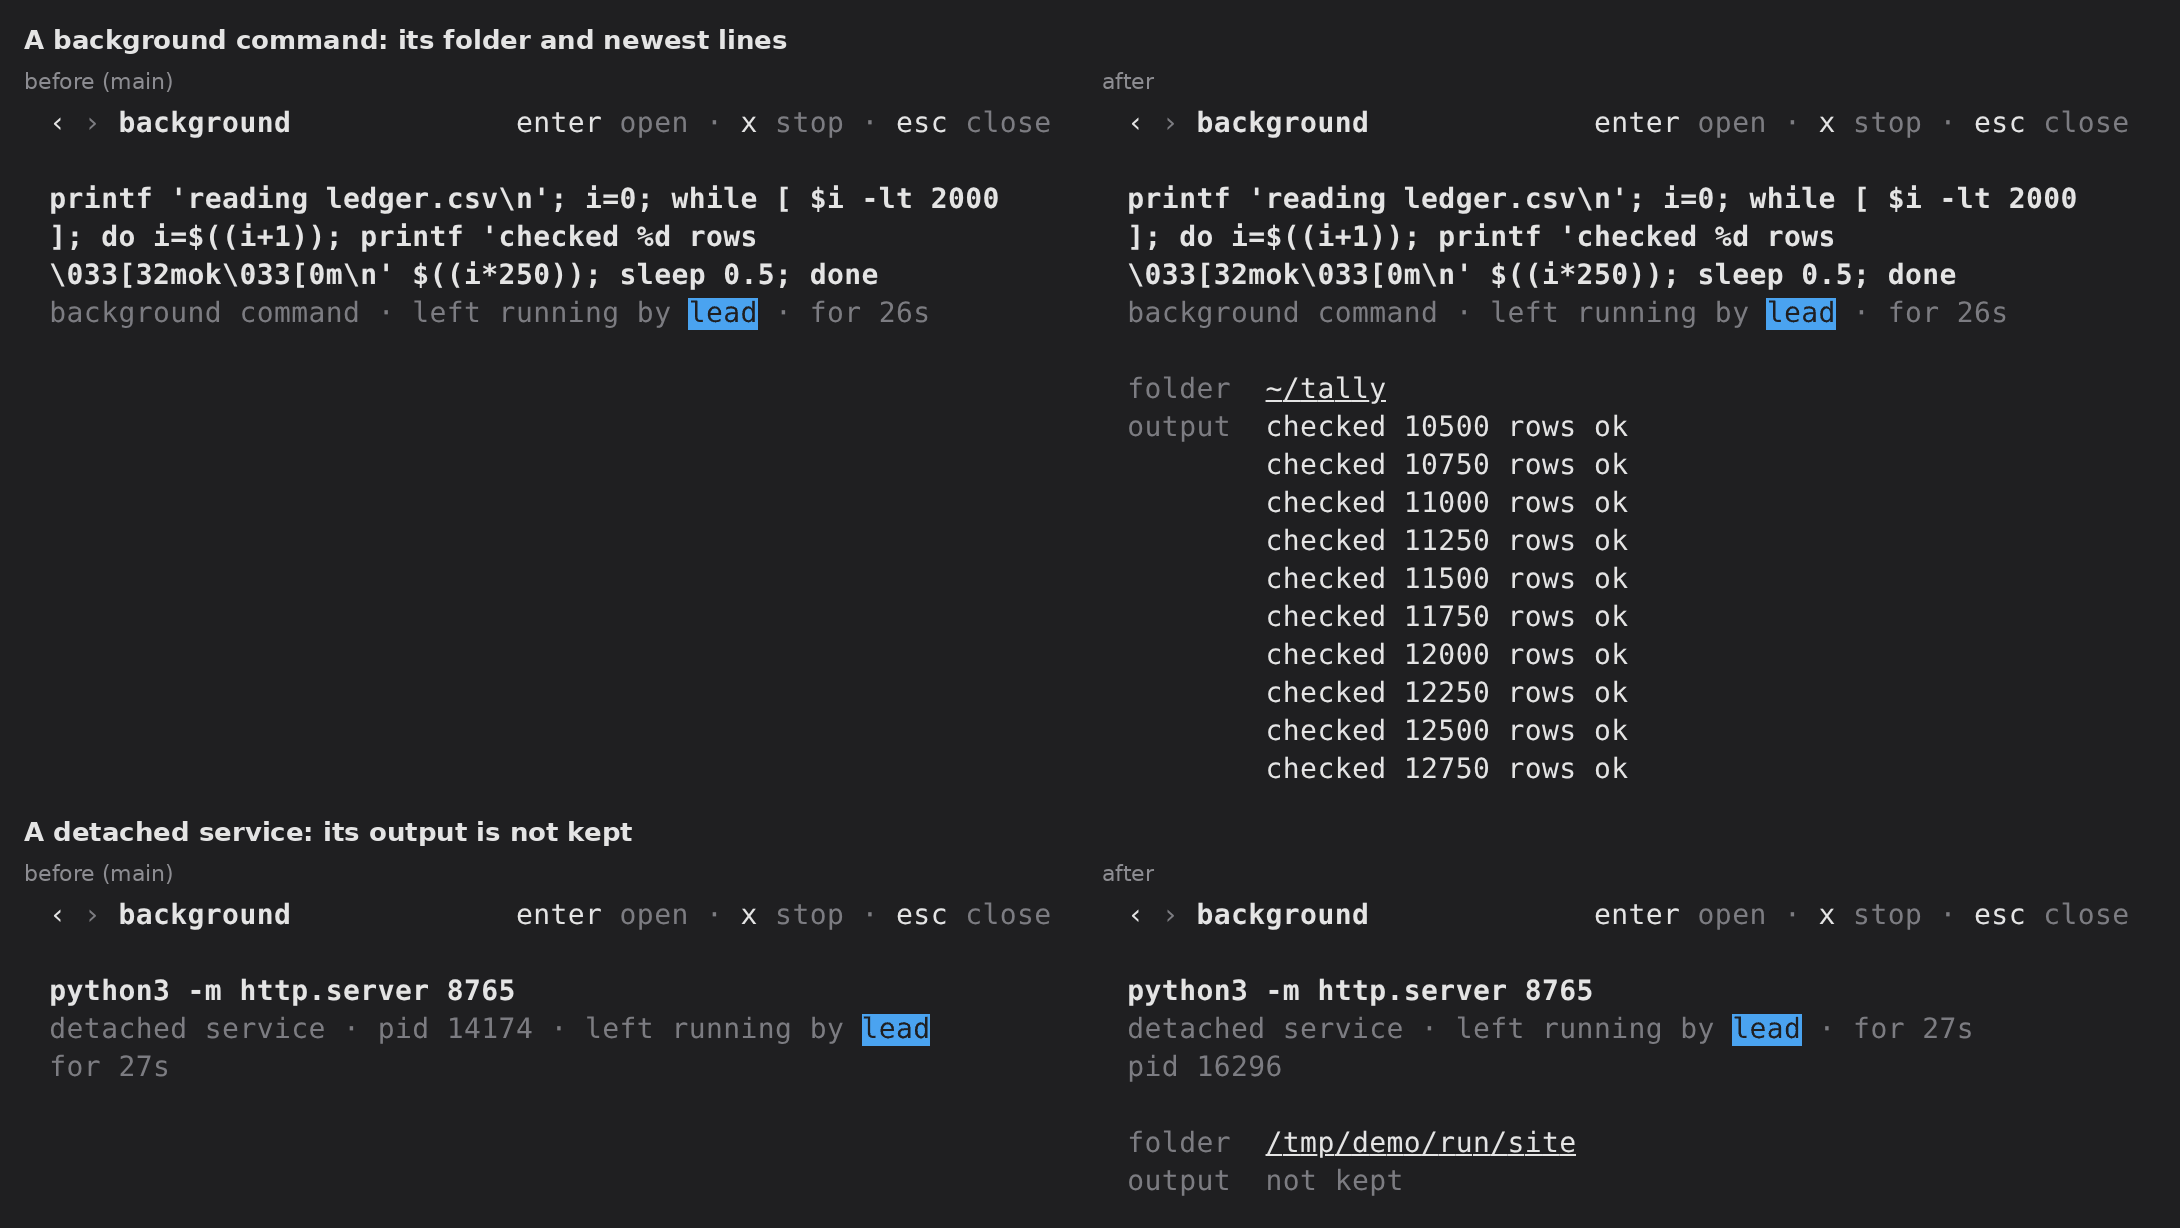 A background command: its folder and newest lines
before (main)
‹ › background enter open · x stop · esc close
printf 'reading ledger.csv\n'; i=0; while [ $i -lt 2000
]; do i=$((i+1)); printf 'checked %d rows
\033[32mok\033[0m\n' $((i*250)); sleep 0.5; done
background command · left running by lead · for 26s
after
‹ › background enter open · x stop · esc close
printf 'reading ledger.csv\n'; i=0; while [ $i -lt 2000
]; do i=$((i+1)); printf 'checked %d rows
\033[32mok\033[0m\n' $((i*250)); sleep 0.5; done
background command · left running by lead · for 26s
folder ~/tally
output checked 10500 rows ok
checked 10750 rows ok
checked 11000 rows ok
checked 11250 rows ok
checked 11500 rows ok
checked 11750 rows ok
checked 12000 rows ok
checked 12250 rows ok
checked 12500 rows ok
checked 12750 rows ok
A detached service: its output is not kept
before (main)
‹ › background enter open · x stop · esc close
python3 -m http.server 8765
detached service · pid 14174 · left running by lead
for 27s
after
‹ › background enter open · x stop · esc close
python3 -m http.server 8765
detached service · left running by lead · for 27s
pid 16296
folder /tmp/demo/run/site
output not kept